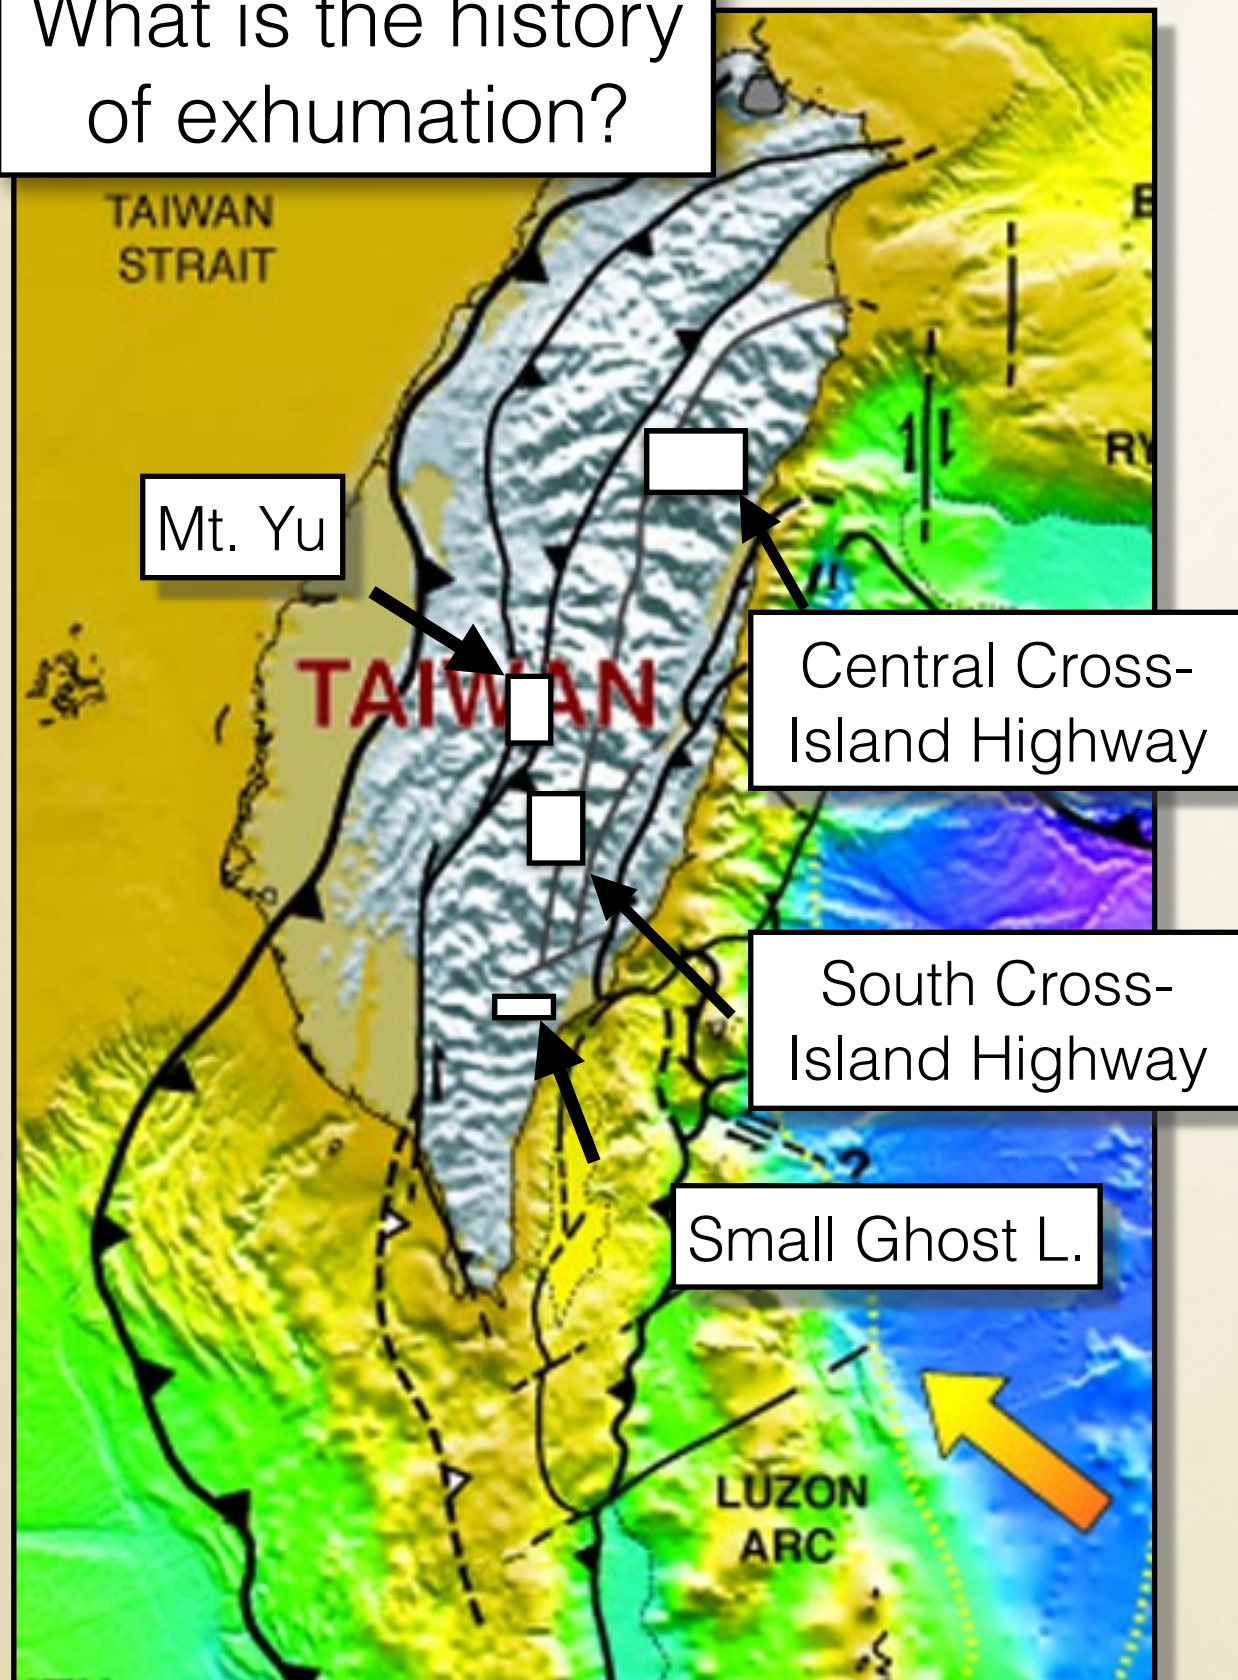 What is the history
of exhumation?
TAIWAN
STRAIT
Mt. Yu
TAIWAN
Central Cross-
Island Highway
South Cross-
Island Highway
?
Small Ghost L.
LUZON
ARC